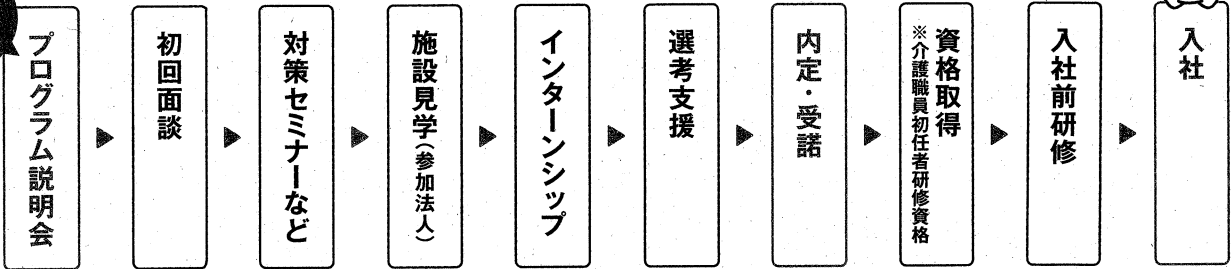 プログラム説明会
初回面談
対策セミナーなど
施設見学(参加法人)
インターンシップ
選考支援
内定・受諾
資格取得
※介護職員初任者研修資格
入社前研修
入社